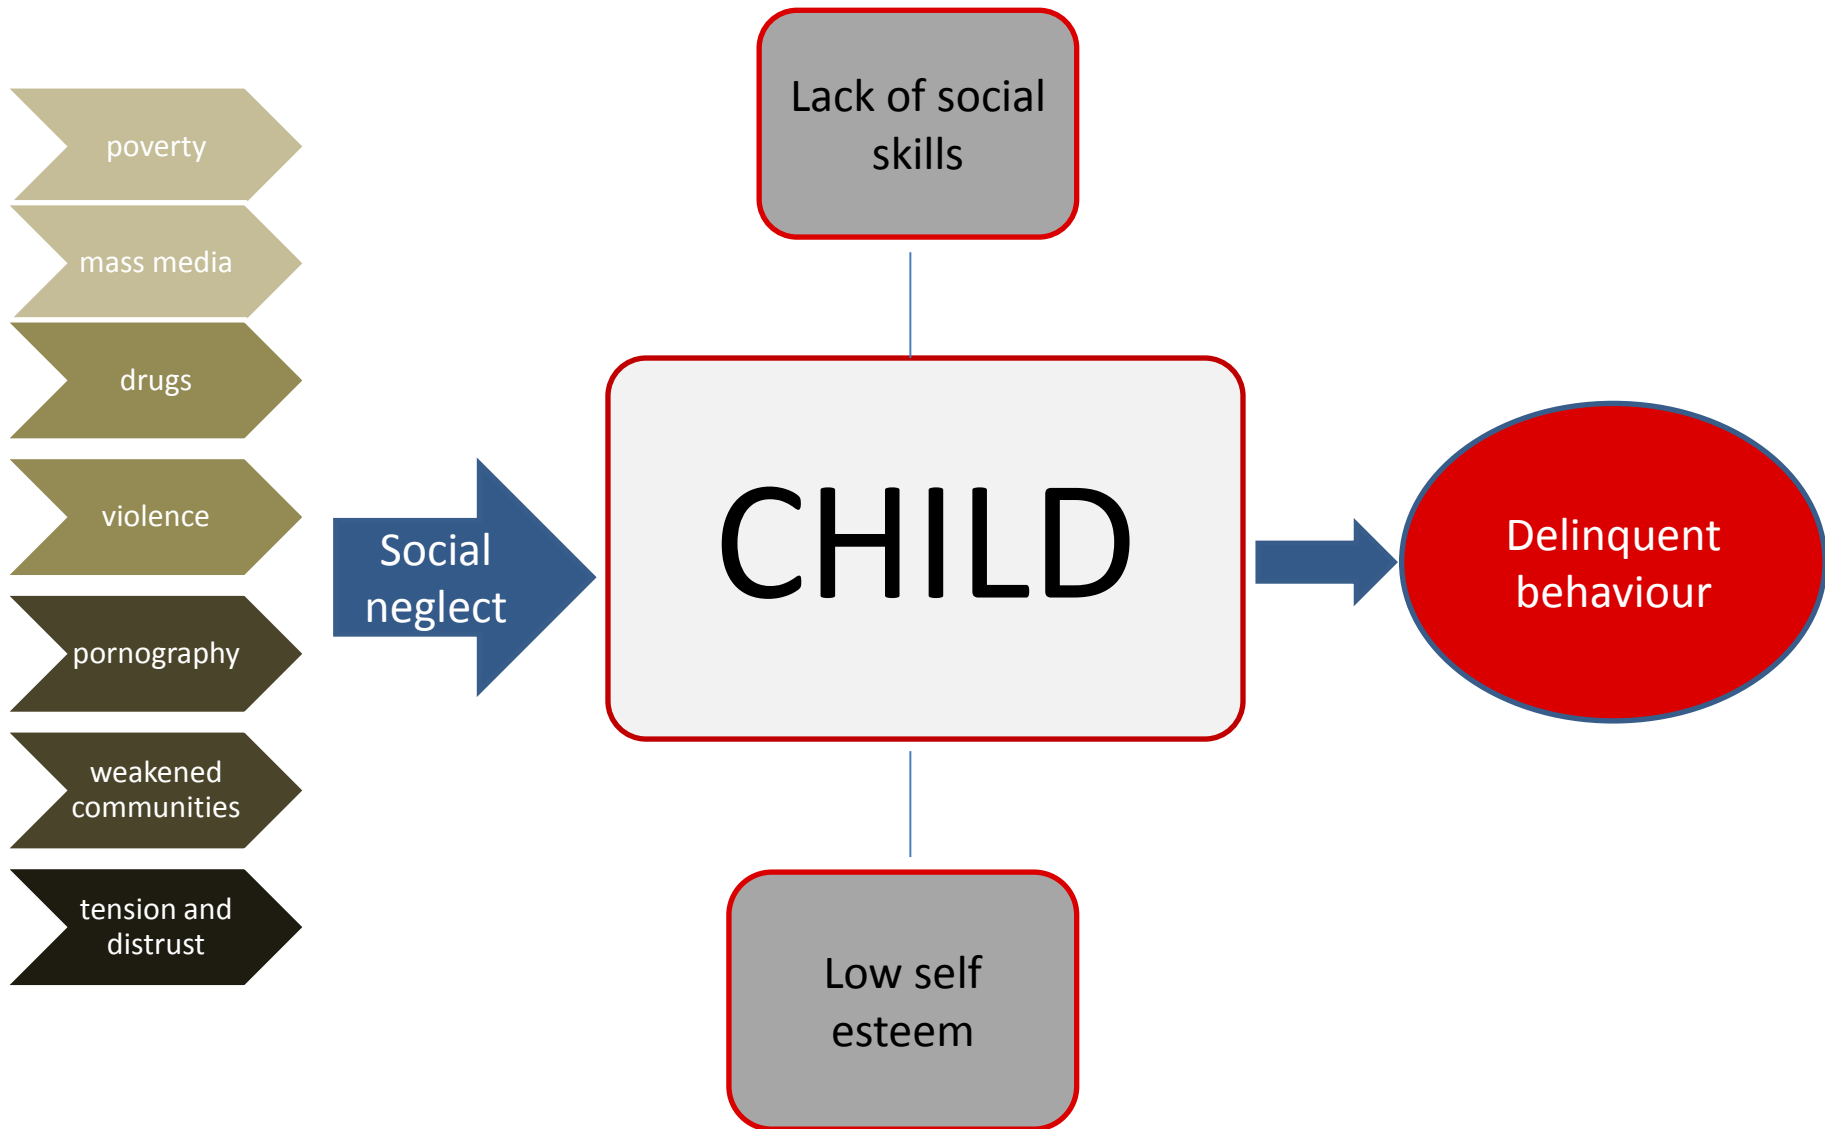 poverty
mass media
drugs
violence
pornography
weakened
communities
tension and
distrust
Social
neglect
Lack of social
skills
CHILD
Low self
esteem
Delinquent
behaviour